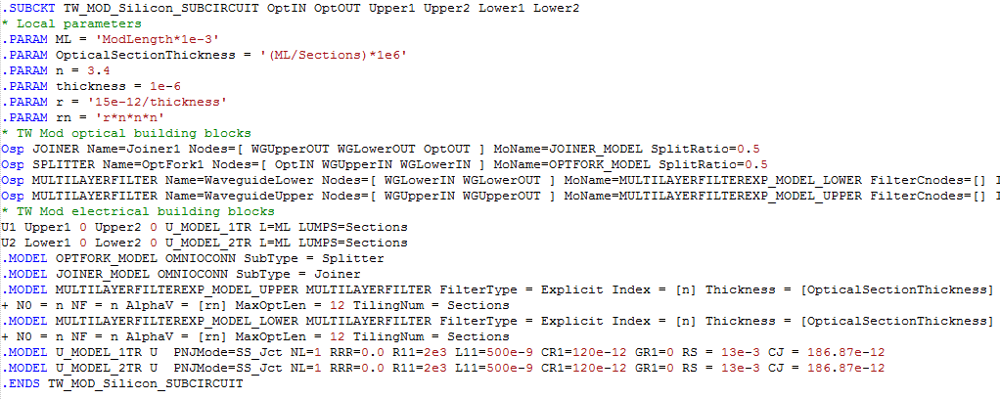 .SUBCKT TW_MOD_Silicon_SUBCIRCUIT OptIN OptOUT Upper1 Upper2 Lower1 Lower2
* Local parameters
.PARAM ML = 'ModLength*1e-3'
.PARAM OpticalSectionThickness = '(ML/Sections)*1e6'
.PARAM n = 3.4
.PARAM thickness = 1e-6
.PARAM r = '15e-12/thickness'
.PARAM rn = 'r*n*n*n'
* TW Mod optical building blocks
Osp JOINER Name=Joiner1 Nodes=[ WGUpperOUT WGLowerOUT OptOUT ] MoName=JOINER_MODEL SplitRatio=0.5
Osp SPLITTER Name=OptFork1 Nodes=[ OptIN WGUpperIN WGLowerIN ] MoName=OPTFORK_MODEL SplitRatio=0.5
Osp MULTILAYERFILTER Name=WaveguideLower Nodes=[ WGLowerIN WGLowerOUT ] MoName=MULTILAYERFILTEREXP_MODEL_LOWER FilterCnodes=[]
Osp MULTILAYERFILTER Name=WaveguideUpper Nodes=[ WGUpperIN WGUpperOUT ] MoName=MULTILAYERFILTEREXP_MODEL_UPPER FilterCnodes=[]
* TW Mod electrical building blocks
U1 Upper1 0 Upper2 0 U_MODEL_1TR L=ML LUMPS=Sections
U2 Lower1 0 Lower2 0 U_MODEL_2TR L=ML LUMPS=Sections
.MODEL OPTFORK_MODEL OMNIOCONN SubType = Splitter
.MODEL JOINER_MODEL OMNIOCONN SubType = Joiner
.MODEL MULTILAYERFILTEREXP_MODEL_UPPER MULTILAYERFILTER FilterType = Explicit Index = [n] Thickness = [OpticalSectionThickness]
+ N0 = n NF = n AlphaV = [rn] MaxOptLen = 12 TilingNum = Sections
.MODEL MULTILAYERFILTEREXP_MODEL_LOWER MULTILAYERFILTER FilterType = Explicit Index = [n] Thickness = [OpticalSectionThickness]
+ N0 = n NF = n AlphaV = [rn] MaxOptLen = 12 TilingNum = Sections
.MODEL U_MODEL_1TR U  PNJMode=SS_Jct NL=1 RRR=0.0 R11=2e3 L11=500e-9 CR1=120e-12 GR1=0 RS = 13e-3 CJ = 186.87e-12
.MODEL U_MODEL_2TR U  PNJMode=SS_Jct NL=1 RRR=0.0 R11=2e3 L11=500e-9 CR1=120e-12 GR1=0 RS = 13e-3 CJ = 186.87e-12
.ENDS TW_MOD_Silicon_SUBCIRCUIT